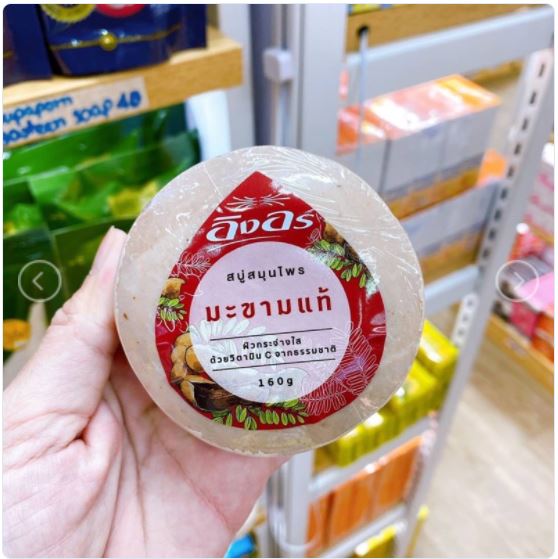 อิงอร
สบู่สมุนไพร
มะขามแท้
ผิวกระจ่างใส
ด้วยวิตามิน C จากธรรมชาติ
160g
soap 40